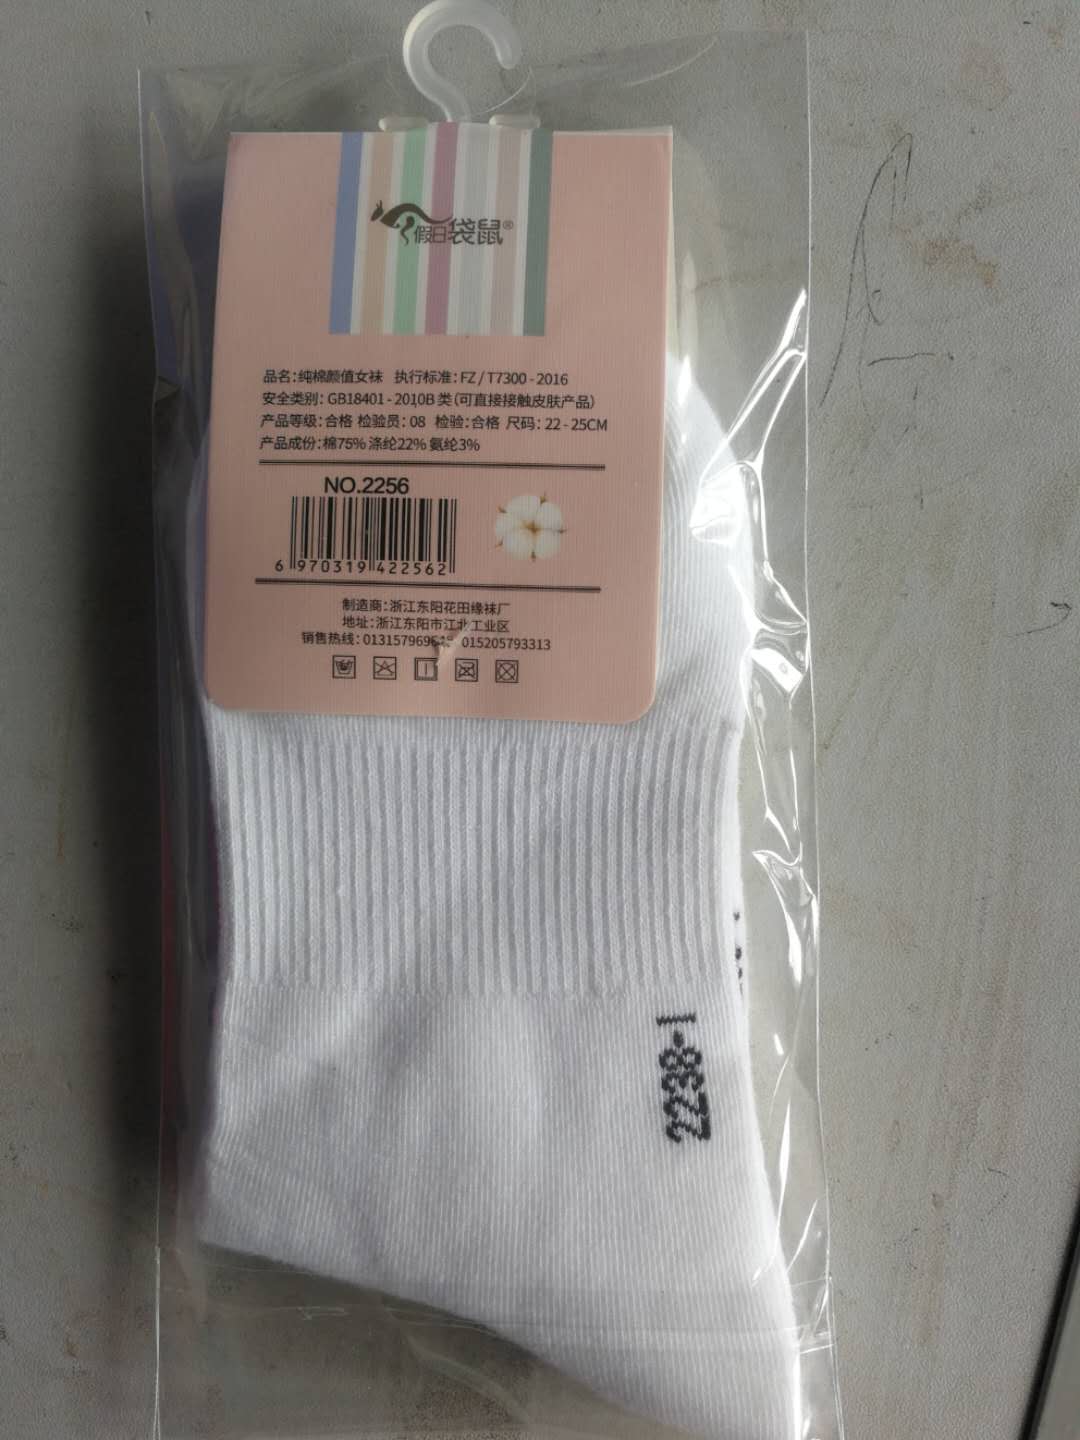 假日袋鼠®
品名:纯棉颜值女袜 执行标准:FZ/T7300-2016
安全类别:GB18401-2010B类(可直接接触皮肤产品)
产品等级:合格 检验员:08 检验:合格 尺码:22-25CM
产品成份:棉75% 涤纶22% 氨纶3%
NO.2256
6 970319 422562
制造商:浙江东阳花田缘袜厂
地址:浙江东阳市江北工业区
销售热线: 015205793313
2238-1